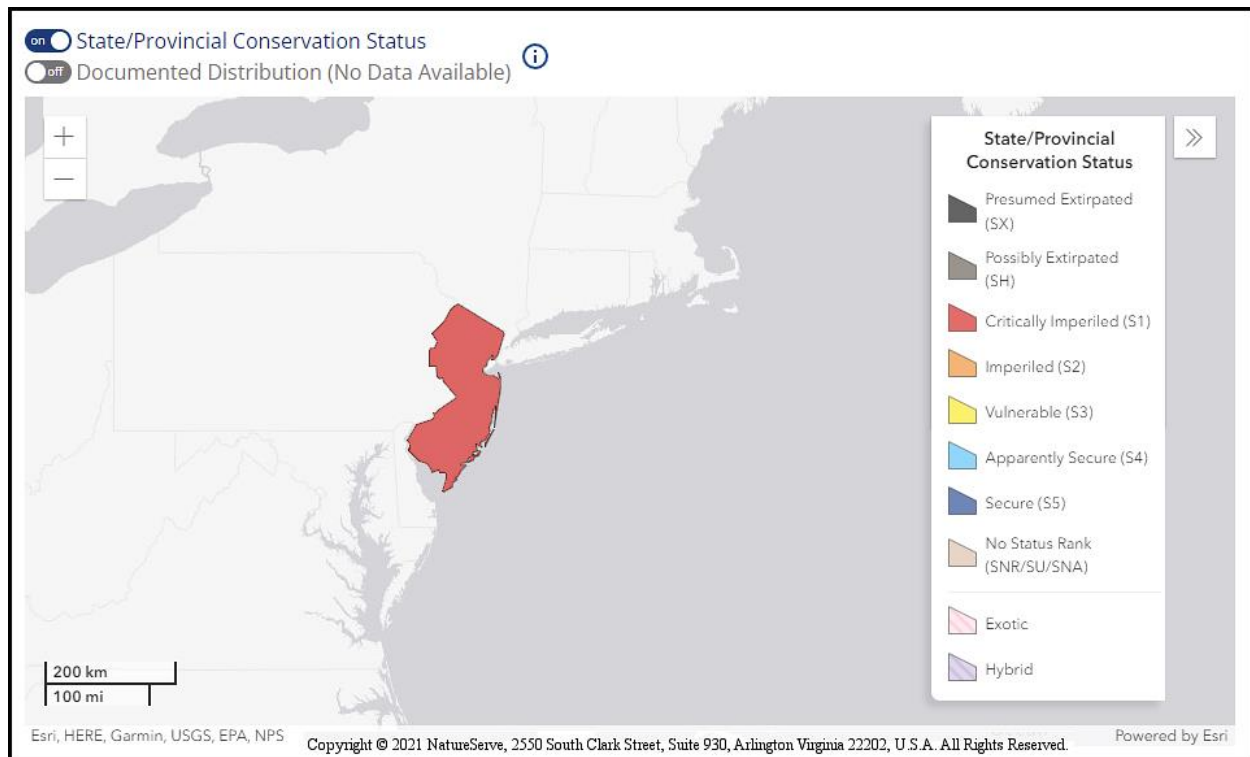 on State/Provincial Conservation Status
off Documented Distribution (No Data Available)
i
+
−
State/Provincial
Conservation Status
Presumed Extirpated
(SX)
Possibly Extirpated
(SH)
Critically Imperiled (S1)
Imperiled (S2)
Vulnerable (S3)
Apparently Secure (S4)
Secure (S5)
No Status Rank
(SNR/SU/SNA)
Exotic
Hybrid
200 km
100 mi
Esri, HERE, Garmin, USGS, EPA, NPS
Copyright © 2021 NatureServe, 2550 South Clark Street, Suite 930, Arlington Virginia 22202, U.S.A. All Rights Reserved.
Powered by Esri